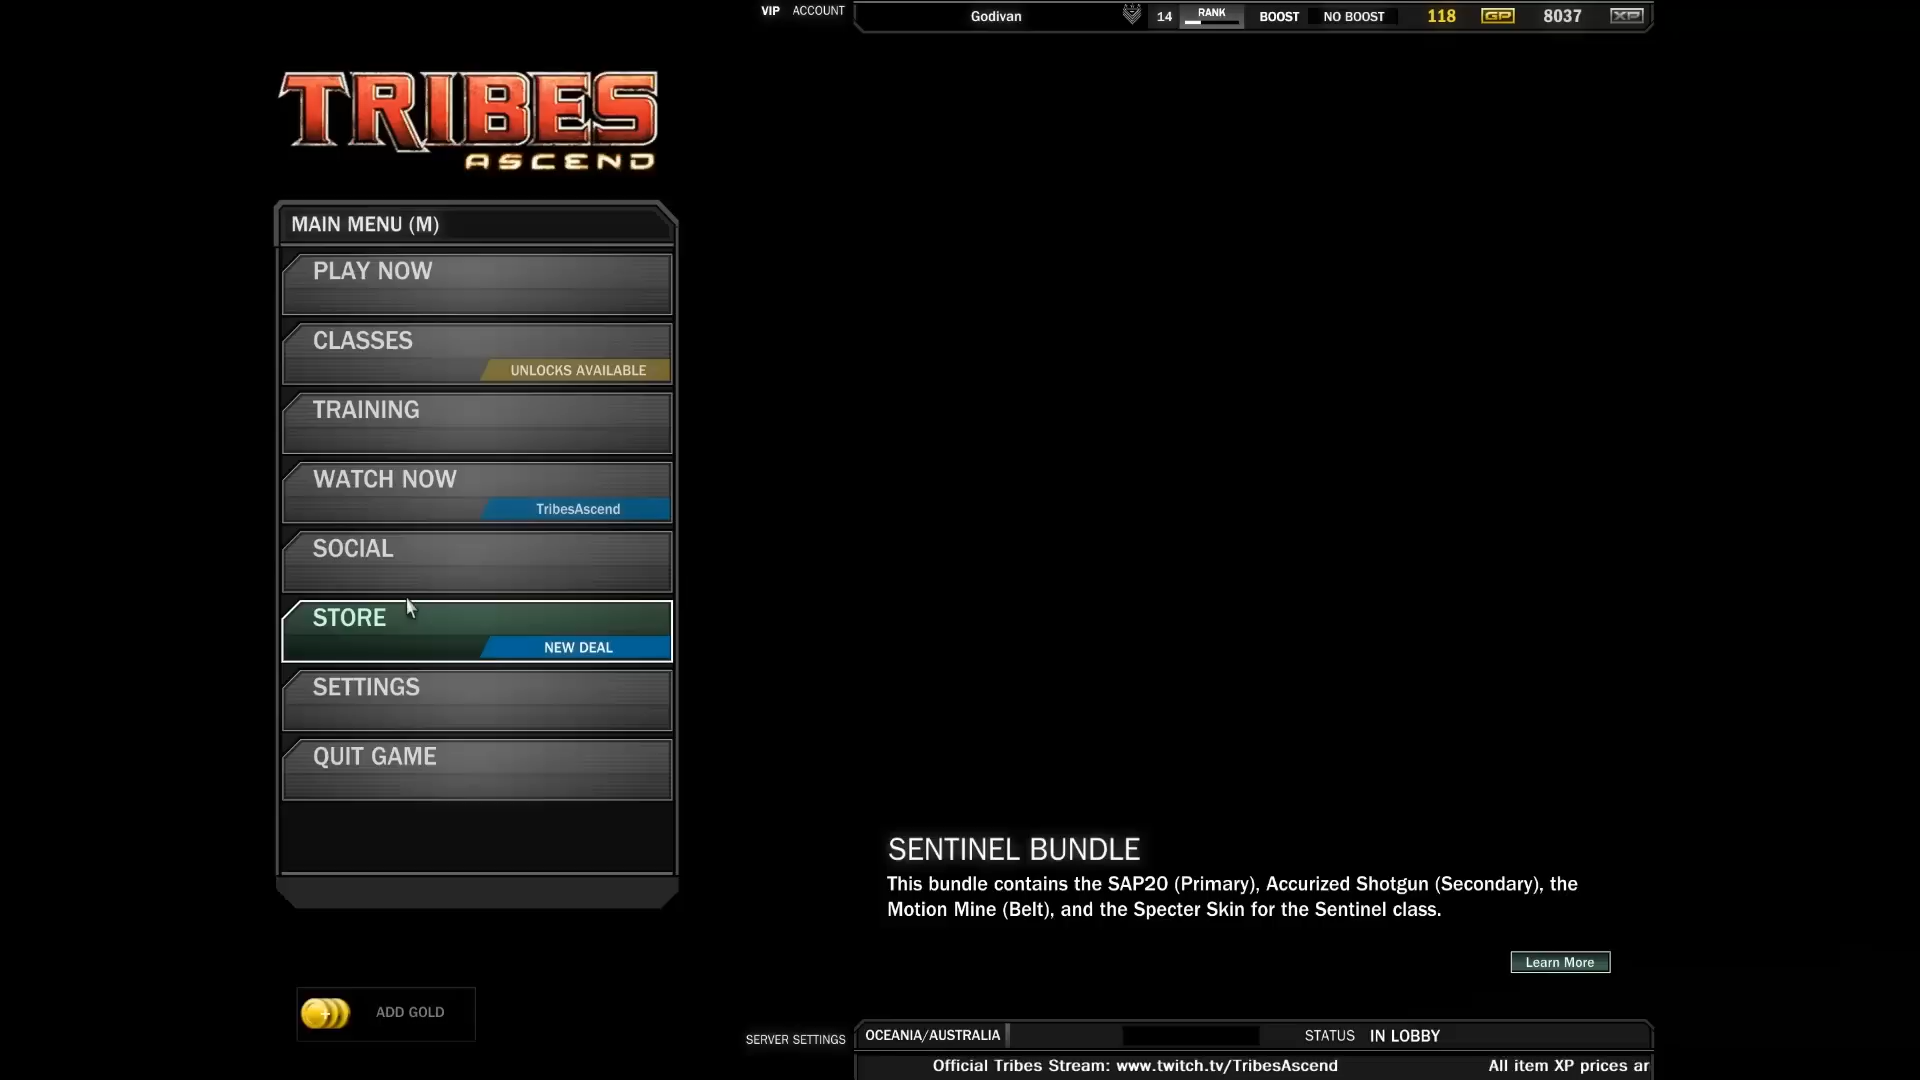 VIP ACCOUNT Godivan 14 RANK BOOST NO BOOST 118 GP 8037 XP
TRIBES
ASCEND
MAIN MENU (M)
PLAY NOW
CLASSES
UNLOCKS AVAILABLE
TRAINING
WATCH NOW
TribesAscend
SOCIAL
STORE
NEW DEAL
SETTINGS
QUIT GAME
SENTINEL BUNDLE
This bundle contains the SAP20 (Primary), Accurized Shotgun (Secondary), the
Motion Mine (Belt), and the Specter Skin for the Sentinel class.
Learn More
ADD GOLD
SERVER SETTINGS OCEANIA/AUSTRALIA STATUS IN LOBBY
Official Tribes Stream: www.twitch.tv/TribesAscend All item XP prices ar